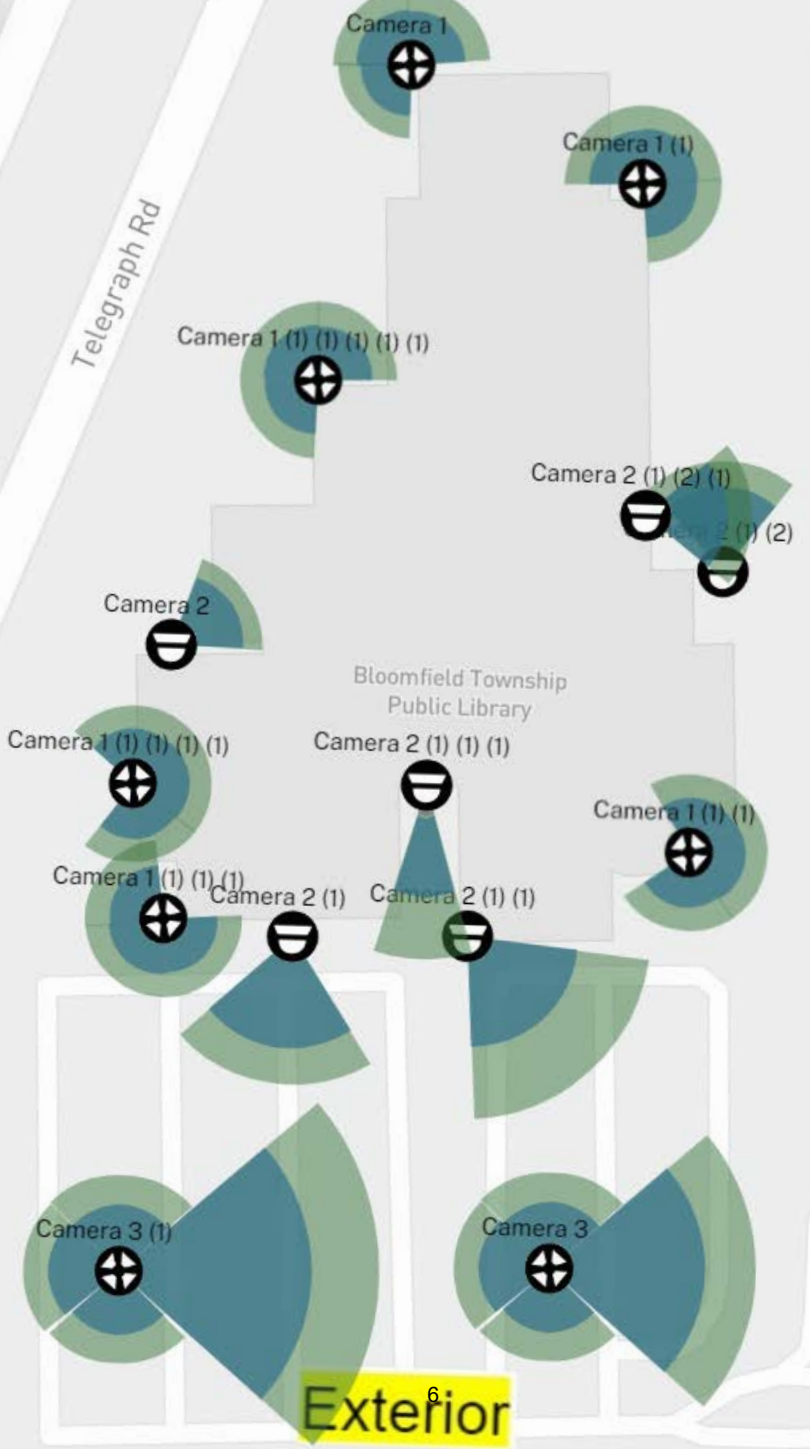 Camera 1
Camera 1 (1)
Telegraph Rd
Camera 1 (1) (1) (1) (1) (1)
Camera 2 (1) (2) (1)
Camera 2 (1) (2)
Camera 2
Bloomfield Township
Public Library
Camera 1 (1) (1) (1) (1)
Camera 2 (1) (1) (1)
Camera 1 (1) (1)
Camera 1 (1) (1) (1)
Camera 2 (1)
Camera 2 (1) (1)
Camera 3 (1)
Camera 3
6
Exterior